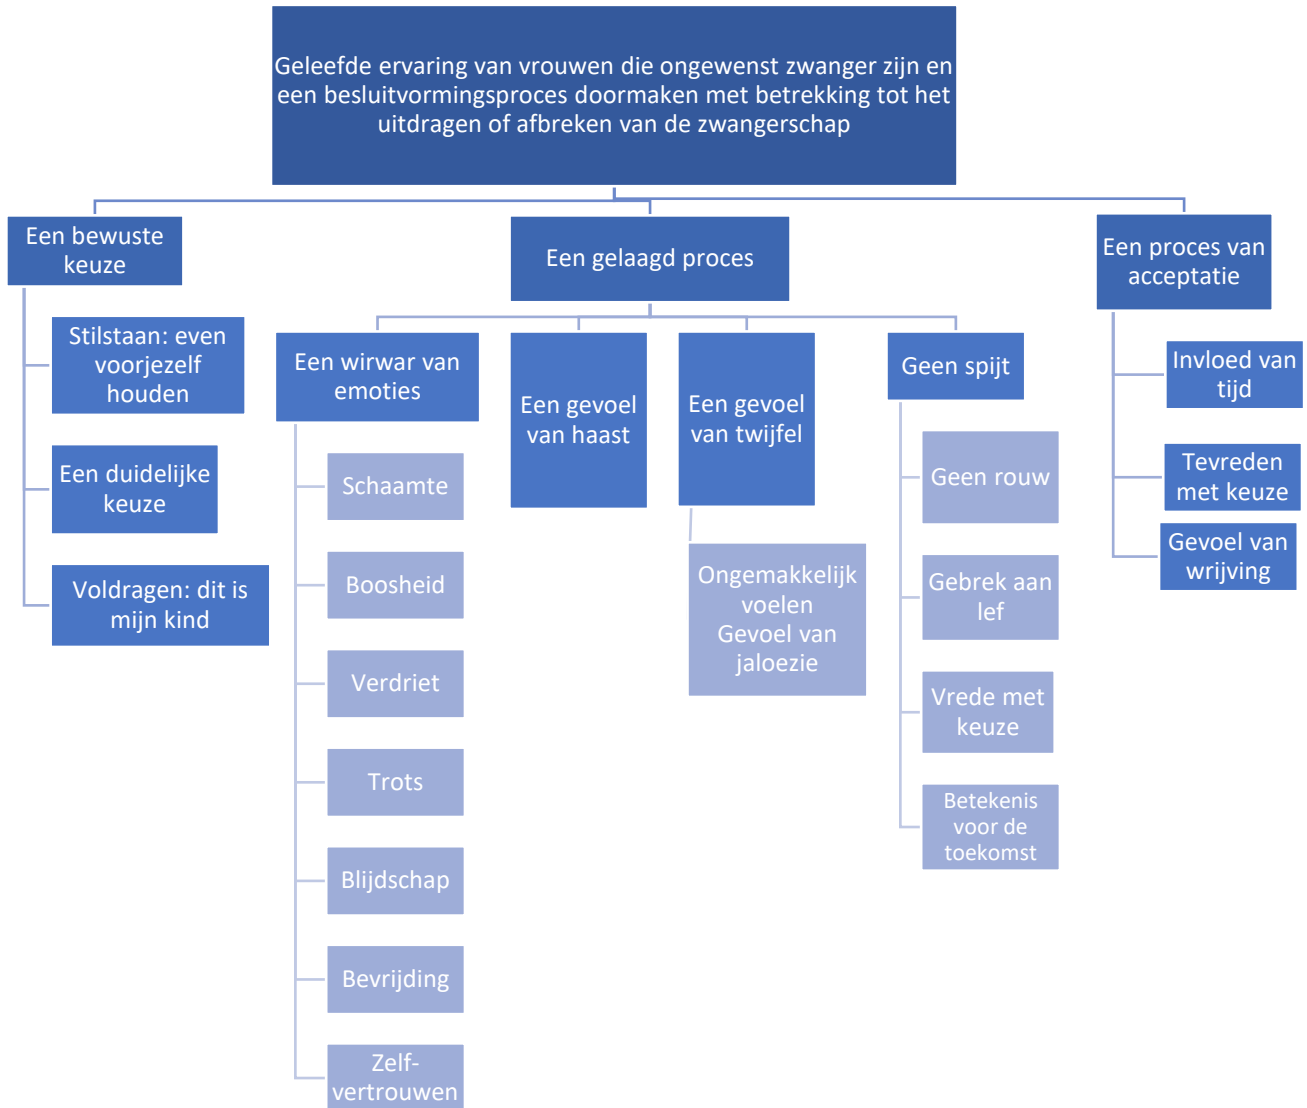 Geleefde ervaring van vrouwen die ongewenst zwanger zijn en
een besluitvormingsproces doormaken met betrekking tot het
uitdragen of afbreken van de zwangerschap
Een bewuste
keuze
Stilstaan: even
voorjezelf
houden
Een duidelijke
keuze
Voldragen: dit is
mijn kind
Een gelaagd proces
Een wirwar van
emoties
Schaamte
Boosheid
Verdriet
Trots
Blijdschap
Bevrijding
Zelf-
vertrouwen
Een gevoel
van haast
Een gevoel
van twijfel
Ongemakkelijk
voelen
Gevoel van
jaloezie
Geen spijt
Geen rouw
Gebrek aan
lef
Vrede met
keuze
Betekenis
voor de
toekomst
Een proces van
acceptatie
Invloed van
tijd
Tevreden
met keuze
Gevoel van
wrijving